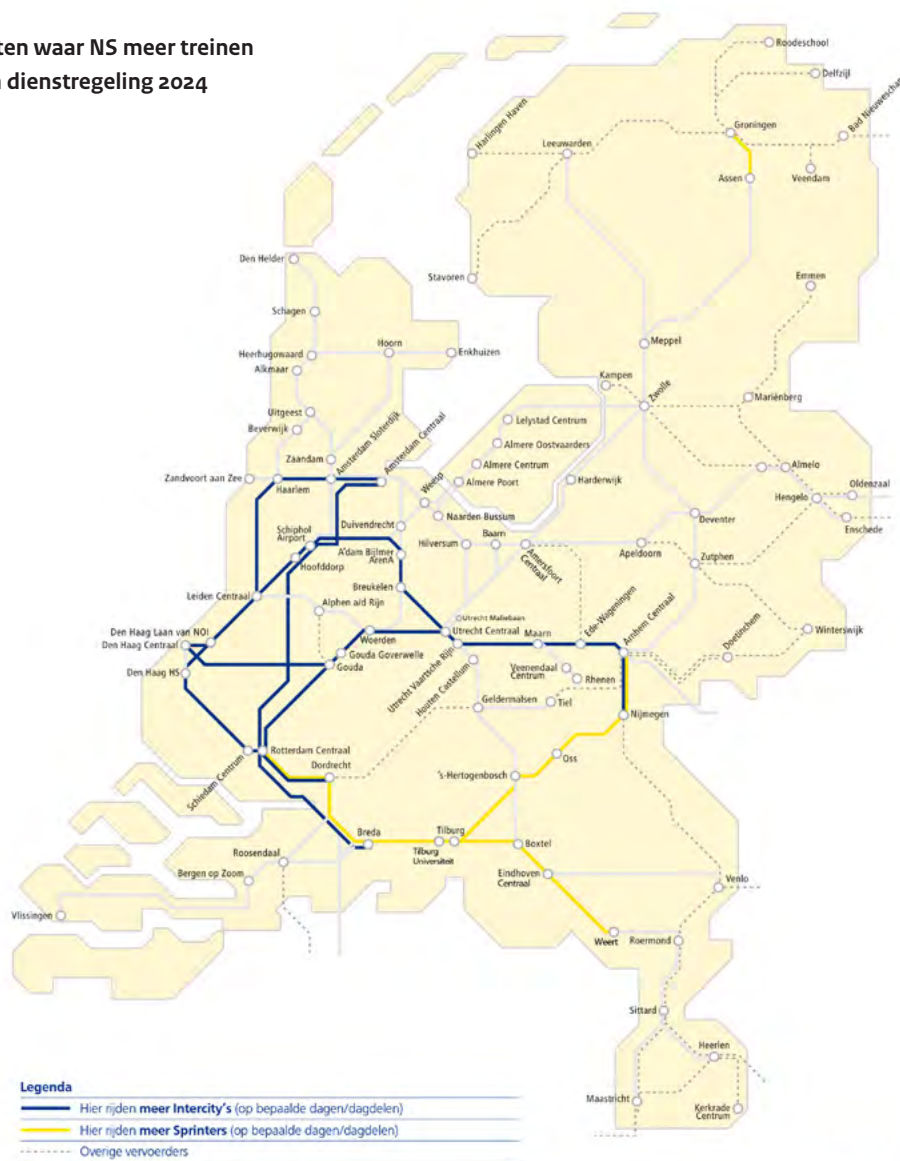 ten waar NS meer treinen
dienstregeling 2024
Roodeschool
Delfzijl
Groningen
Harlingen Haven
Leeuwarden
Assen
Veendam
Stavoren
Den Helder
Emmen
Schagen
Heerhugowaard
Hoorn
Enkhuizen
Alkmaar
Meppel
Kampen
Zwolle
Mariënberg
Uitgeest
Beverwijk
Lelystad Centrum
Almere Oostvaarders
Zaandam
Amsterdam Sloterdijk
Amsterdam Centraal
Almere Centrum
Almere Poort
Almelo
Zandvoort aan Zee
Haarlem
Weesp
Harderwijk
Oldenzaal
Hengelo
Enschede
Naarden Bussum
Duivendrecht
Deventer
Schiphol
Airport
Hoofddorp
A'dam Bijlmer
ArenA
Hilversum
Baarn
Amersfoort
Centraal
Apeldoorn
Zutphen
Breukelen
Leiden Centraal
Alphen a/d Rijn
Utrecht Maliebaan
Den Haag Laan van NOI
Den Haag Centraal
Woerden
Utrecht Centraal
Maarn
Ede-Wageningen
Arnhem Centraal
Doetinchem
Winterswijk
Gouda Goverwelle
Gouda
Den Haag HS
Utrecht Vaartsche Rijn
Houten Castellum
Veenendaal
Centrum
Rhenen
Geldermalsen
Tiel
Nijmegen
Schiedam Centrum
Rotterdam Centraal
Dordrecht
Oss
's-Hertogenbosch
Breda
Tilburg
Tilburg
Universiteit
Boxtel
Roosendaal
Bergen op Zoom
Eindhoven
Centraal
Venlo
Vlissingen
Weert
Roermond
Sittard
Heerlen
Maastricht
Kerkrade
Centrum
Legenda
Hier rijden meer Intercity's (op bepaalde dagen/dagdelen)
Hier rijden meer Sprinters (op bepaalde dagen/dagdelen)
Overige vervoerders